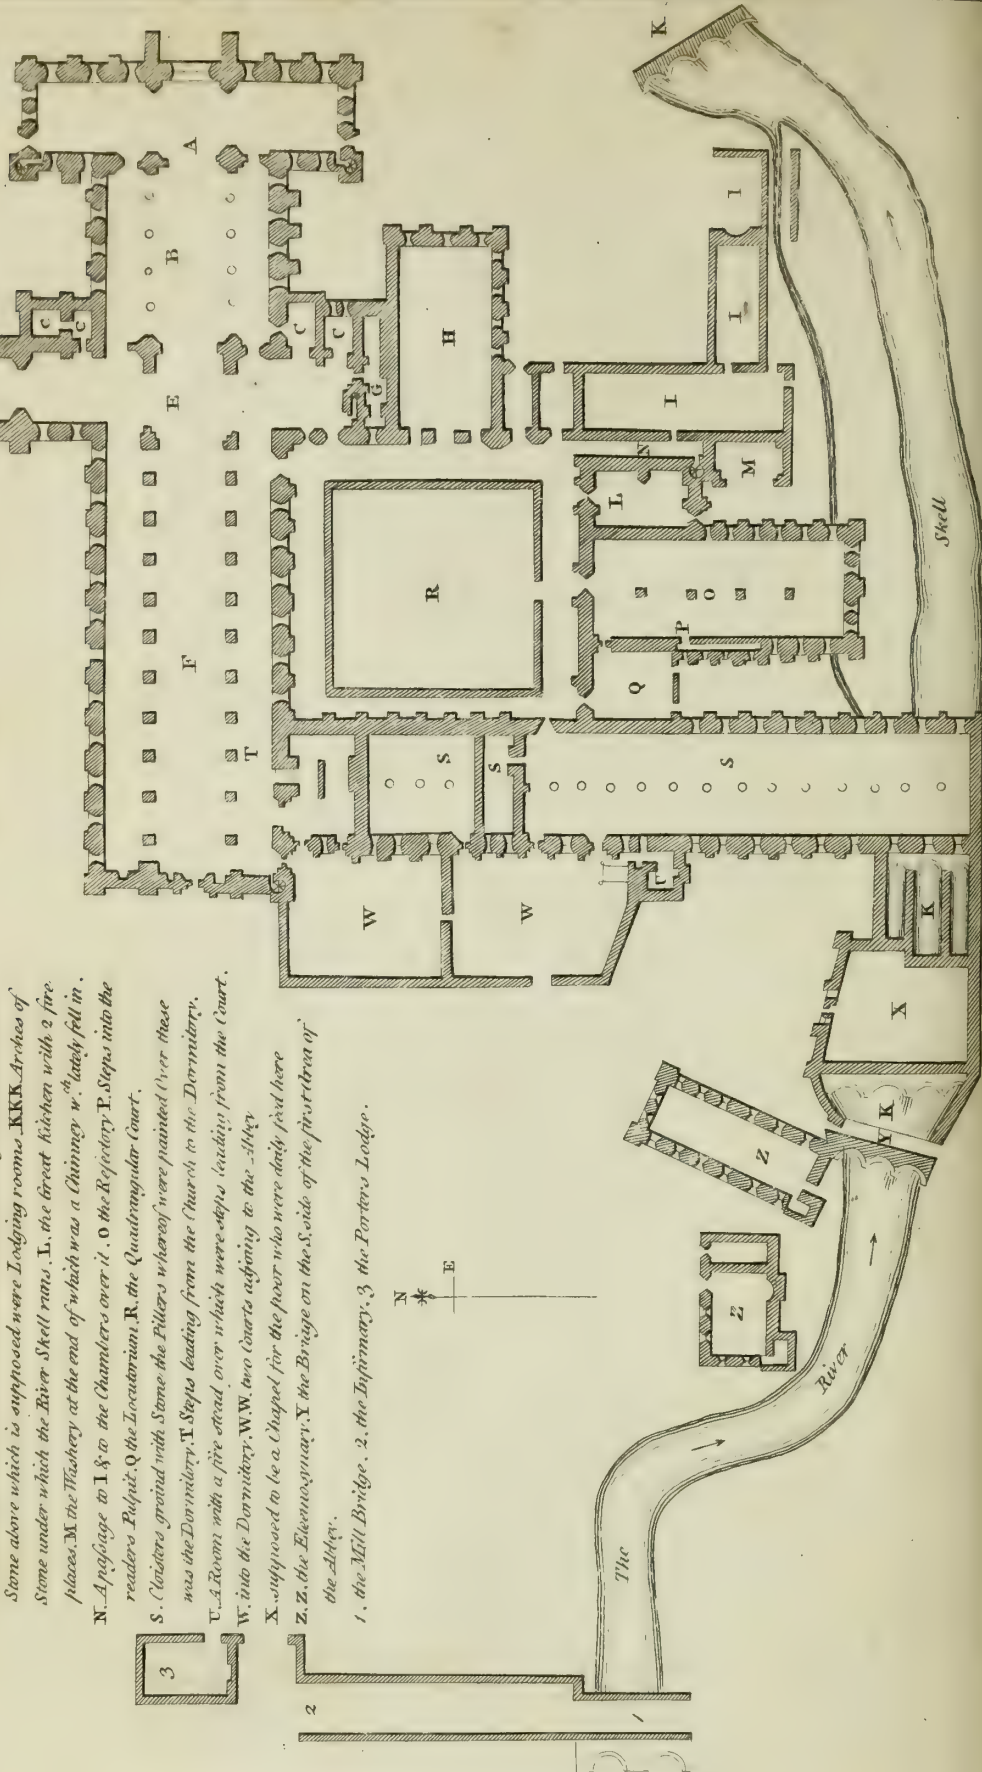 Stone above which is supposed were Lodging rooms. KKK Arches of
Stone under which the River Skell runs. L. the Great Kitchen with 2 fire
places. M the Washery at the end of which was a Chimney w.ch lately fell in.
N. A passage to I & to the Chambers over it. O the Refectory P. Steps into the
readers Pulpit. Q the Locutorium. R. the Quadrangular Court.
S. Cloisters ground with Stone the Pillers whereof were painted Over these
was the Dormitory. T Steps leading from the Church to the Dormitory.
U. A Room with a fire stead over which were steps leading from the Court.
W. into the Dormitory. W.W. two Courts adjoing to the Abbey
X. supposed to be a Chapel for the poor who were daily feed here
Z.Z. the Eleemognary. Y the Bridge on the S. side of the first Area of
the Abbey.
1. the Mill Bridge. 2. the Infirmary. 3 the Porters Lodge.
N
E
A
B
C
C
C
C
E
F
G
H
I
I
I
K
L
M
N
O
P
Q
R
S
S
S
T
U
W
W
X
K
K
Y
Z
Z
1
2
3
The
River
Skell